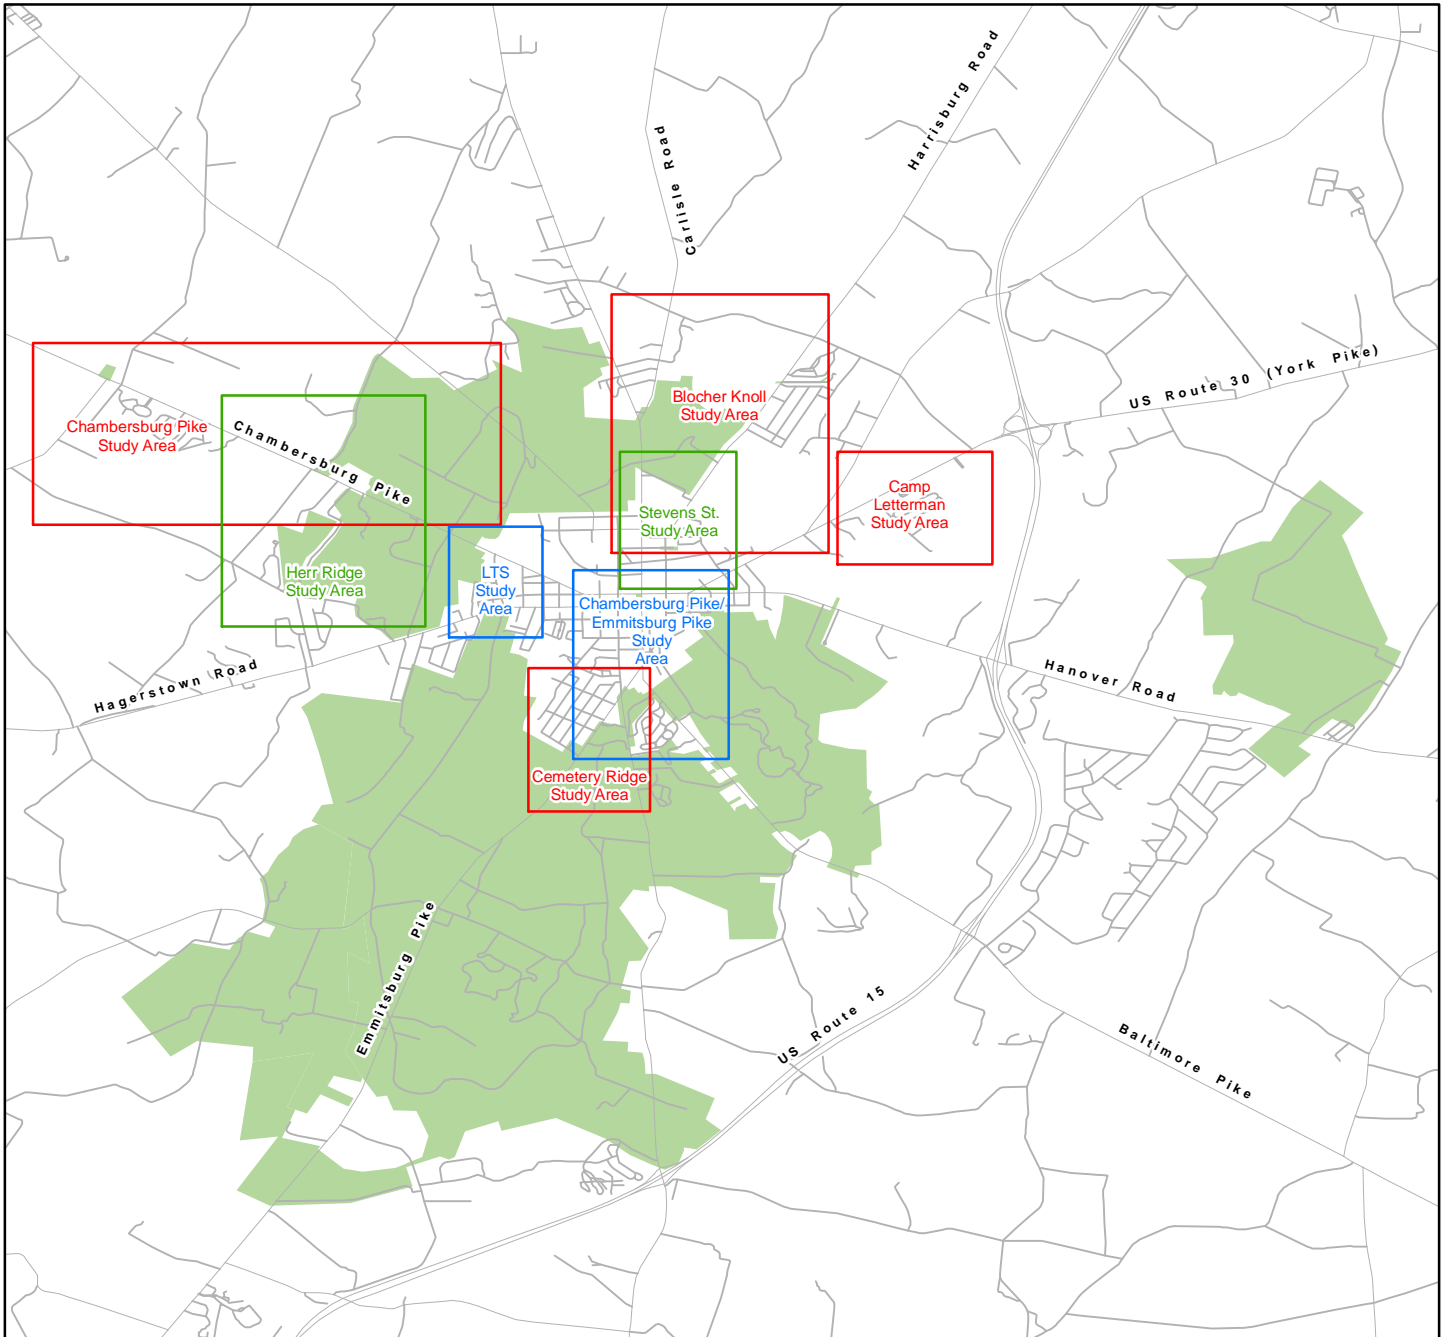 Harrisburg Road
Carlisle Road
US Route 30 (York Pike)
Blocher Knoll
Study Area
Chambersburg Pike
Study Area
Chambersburg Pike
Camp
Letterman
Study Area
Stevens St.
Study Area
Herr Ridge
Study Area
LTS
Study
Area
Chambersburg Pike/
Emmitsburg Pike
Study
Area
Hagerstown Road
Hanover Road
Cemetery Ridge
Study Area
Emmitsburg Pike
US Route 15
Baltimore Pike